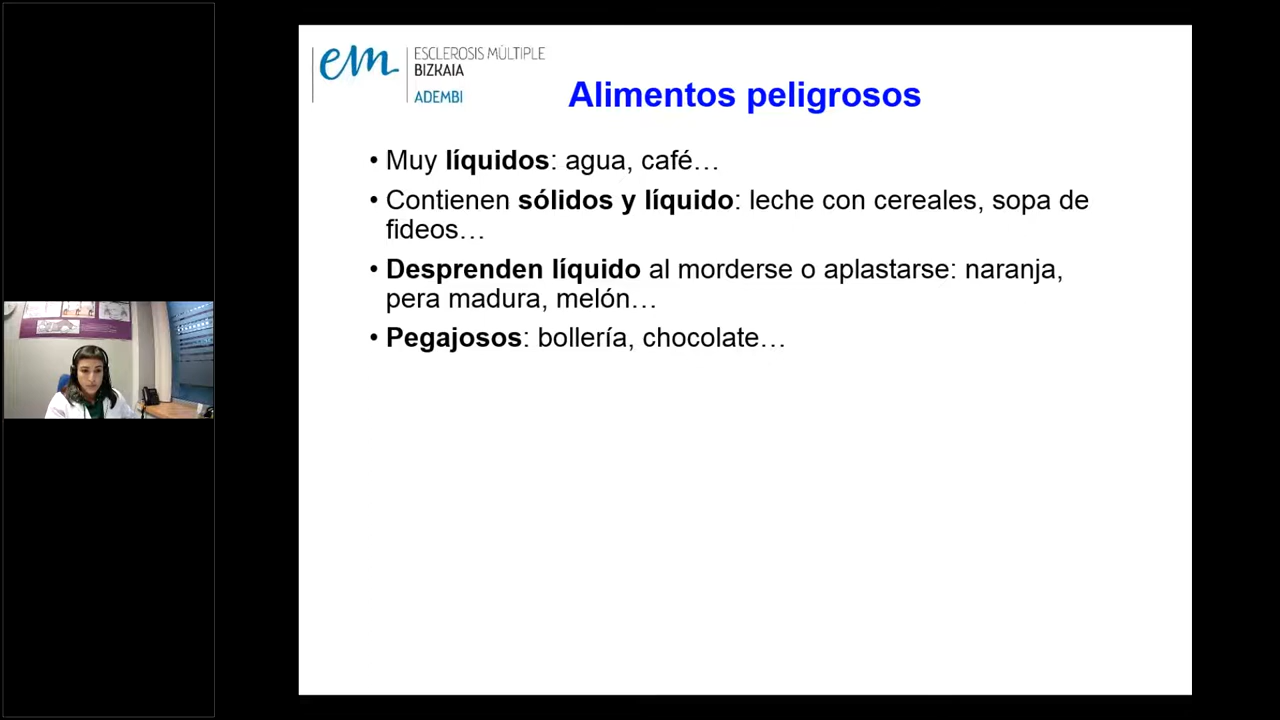 em
ESCLEROSIS MÚLTIPLE
BIZKAIA
ADEMBI
Alimentos peligrosos
• Muy líquidos: agua, café…
• Contienen sólidos y líquido: leche con cereales, sopa de
fideos…
• Desprenden líquido al morderse o aplastarse: naranja,
pera madura, melón…
• Pegajosos: bollería, chocolate…